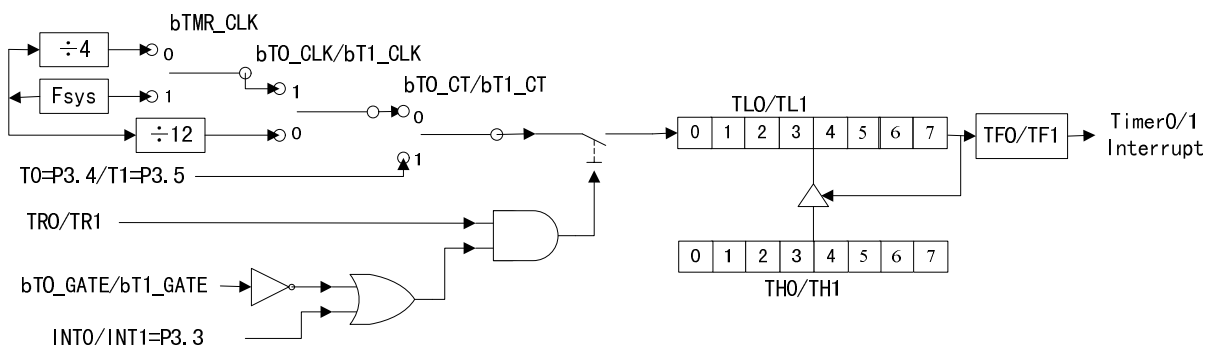 bTMR_CLK
÷4
0
bT0_CLK/bT1_CLK
Fsys
1
1
bT0_CT/bT1_CT
÷12
0
0
1
T0=P3.4/T1=P3.5
TL0/TL1
0 1 2 3 4 5 6 7
TF0/TF1
Timer0/1
Interrupt
TR0/TR1
0 1 2 3 4 5 6 7
TH0/TH1
bT0_GATE/bT1_GATE
INT0/INT1=P3.3